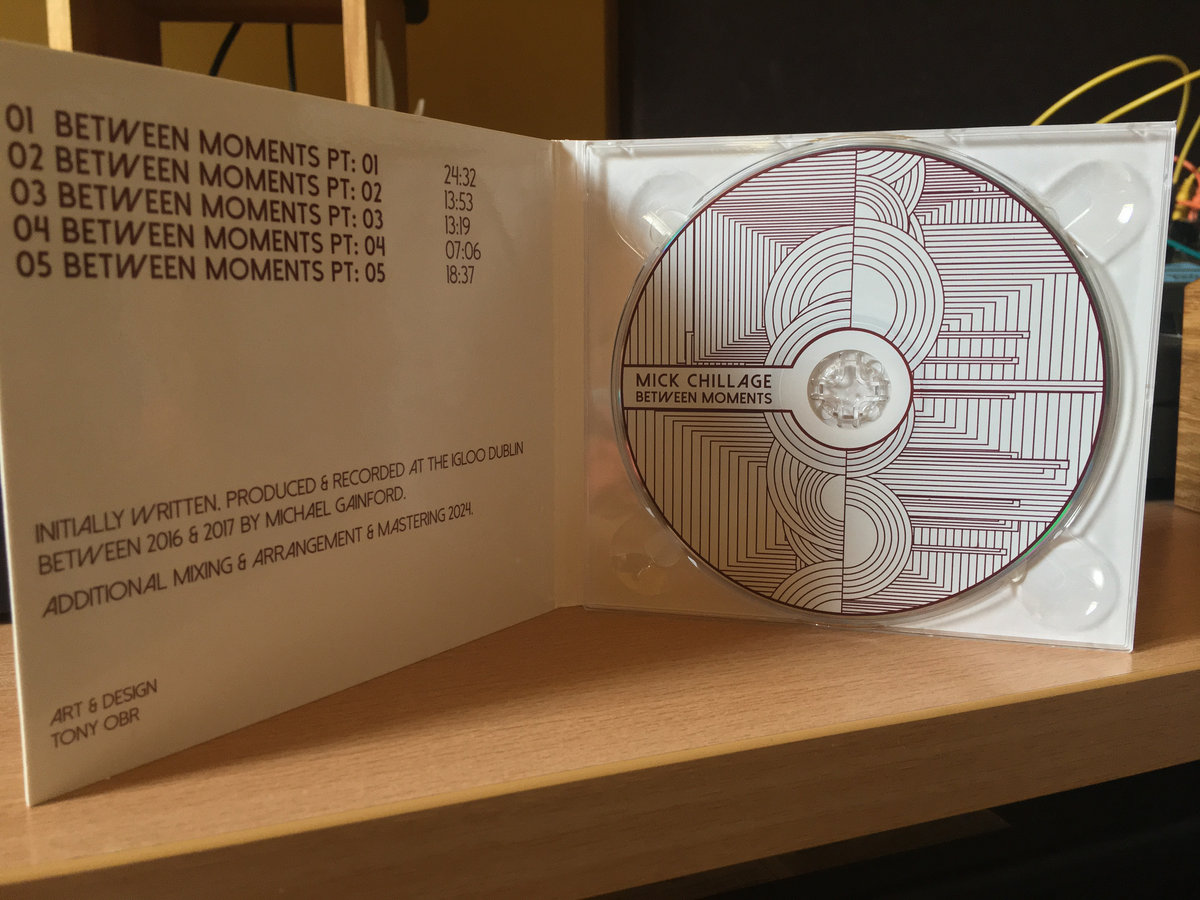 01 BETWEEN MOMENTS PT: 01 24:32
02 BETWEEN MOMENTS PT: 02 13:53
03 BETWEEN MOMENTS PT: 03 13:19
04 BETWEEN MOMENTS PT: 04 07:06
05 BETWEEN MOMENTS PT: 05 18:37
INITIALLY WRITTEN, PRODUCED & RECORDED AT THE IGLOO DUBLIN
BETWEEN 2016 & 2017 BY MICHAEL GAINFORD.
ADDITIONAL MIXING & ARRANGEMENT & MASTERING 2024.
ART & DESIGN
TONY OBR
MICK CHILLAGE
BETWEEN MOMENTS